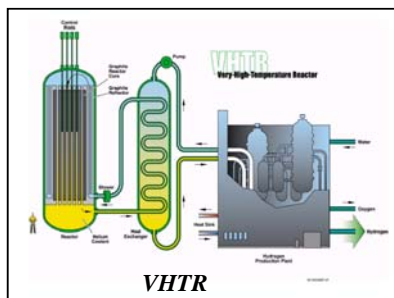 Control
Rods
VHTR
Very-High-Temperature Reactor
Pump
Graphite
Reactor
Core
Graphite
Reflector
Blower
Water
Oxygen
Hydrogen
Heat Sink
Reactor
Helium
Coolant
Heat
Exchanger
Hydrogen
Production Plant
VHTR